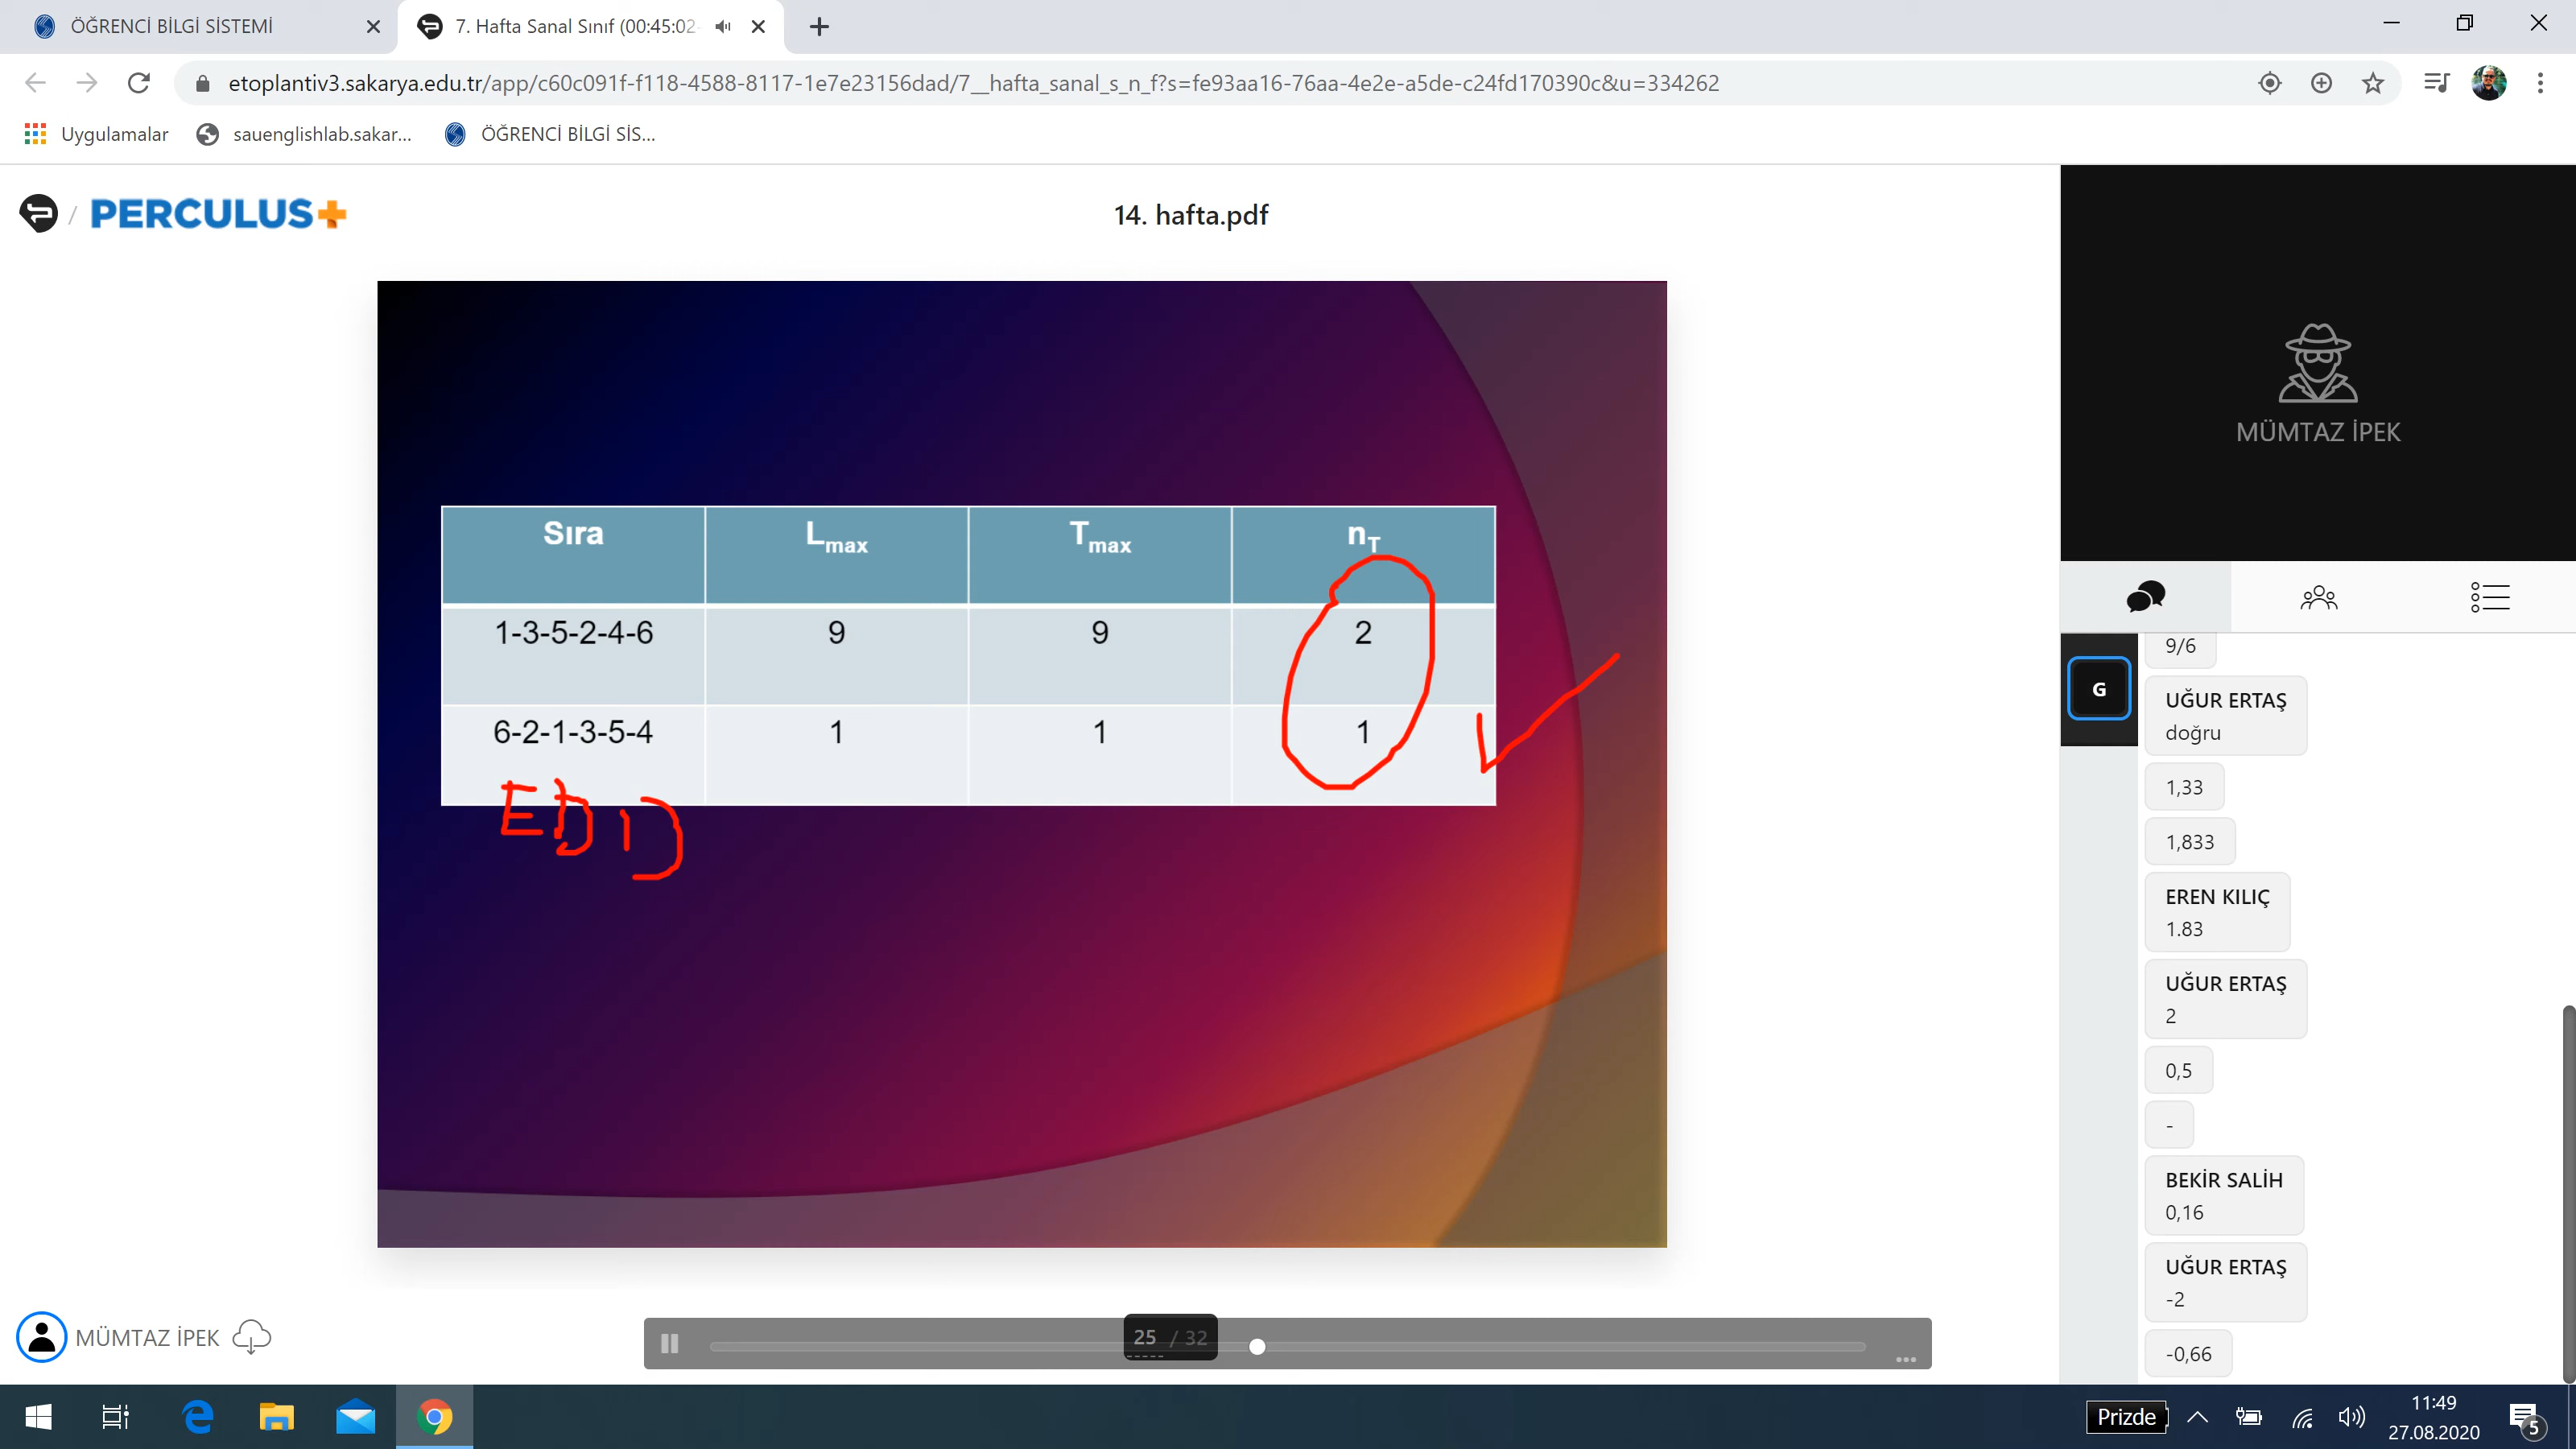 ÖĞRENCİ BİLGİ SİSTEMİ
7. Hafta Sanal Sınıf (00:45:02
etoplantiv3.sakarya.edu.tr/app/c60c091f-f118-4588-8117-1e7e23156dad/7__hafta_sanal_s_n_f?s=fe93aa16-76aa-4e2e-a5de-c24fd170390c&u=334262
Uygulamalar
sauenglishlab.sakar...
ÖĞRENCİ BİLGİ SİS...
/ PERCULUS+
14. hafta.pdf
Sıra Lmax Tmax nT
1-3-5-2-4-6 9 9 2
6-2-1-3-5-4 1 1 1
EDD
MÜMTAZ İPEK
G
9/6
UĞUR ERTAŞ
doğru
1,33
1,833
EREN KILIÇ
1.83
UĞUR ERTAŞ
2
0,5
-
BEKİR SALİH
0,16
UĞUR ERTAŞ
-2
-0,66
MÜMTAZ İPEK
25 / 32
Prizde
11:49
27.08.2020
5